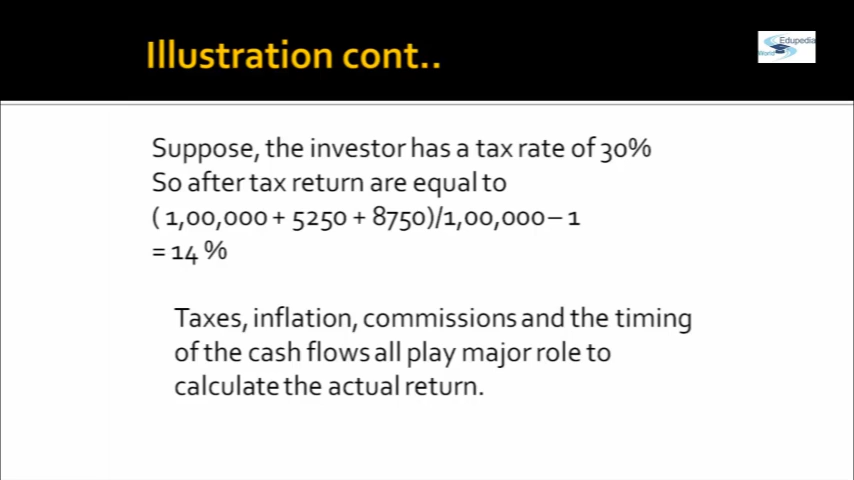 Illustration cont..
Edupedia
World
Suppose, the investor has a tax rate of 30%
So after tax return are equal to
( 1,00,000 + 5250 + 8750)/1,00,000 – 1
= 14 %
Taxes, inflation, commissions and the timing
of the cash flows all play major role to
calculate the actual return.